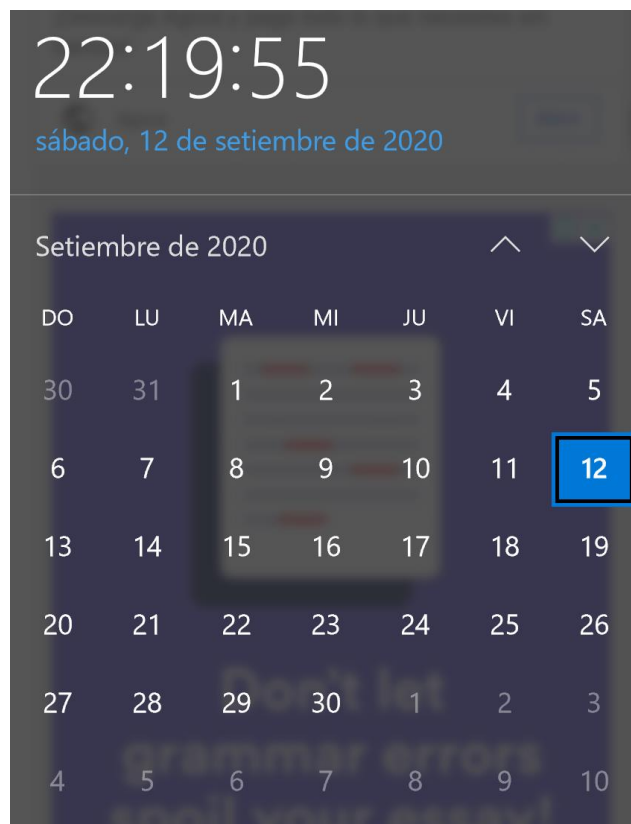 22:19:55
sábado, 12 de setiembre de 2020
Setiembre de 2020
DO LU MA MI JU VI SA
30 31 1 2 3 4 5
6 7 8 9 10 11 12
13 14 15 16 17 18 19
20 21 22 23 24 25 26
27 28 29 30 1 2 3
Don't let
4 5 6 7 8 9 10
grammar errors
spoil your essay!